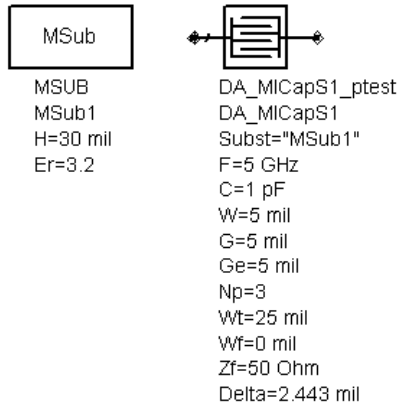 MSub
MSUB
MSub1
H=30 mil
Er=3.2
DA_MICapS1_ptest
DA_MICapS1
Subst="MSub1"
F=5 GHz
C=1 pF
W=5 mil
G=5 mil
Ge=5 mil
Np=3
Wt=25 mil
Wf=0 mil
Zf=50 Ohm
Delta=2.443 mil